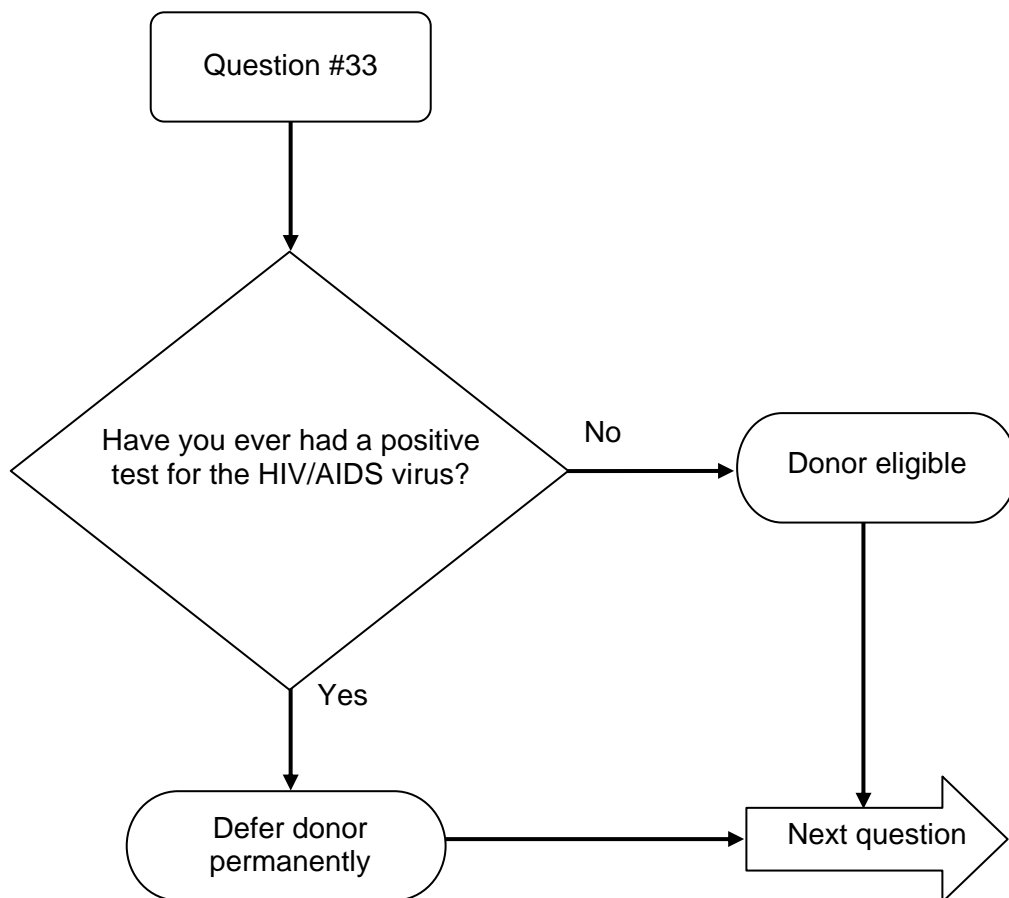 Question #33
Have you ever had a positive
test for the HIV/AIDS virus?
No
Donor eligible
Yes
Defer donor
permanently
Next question